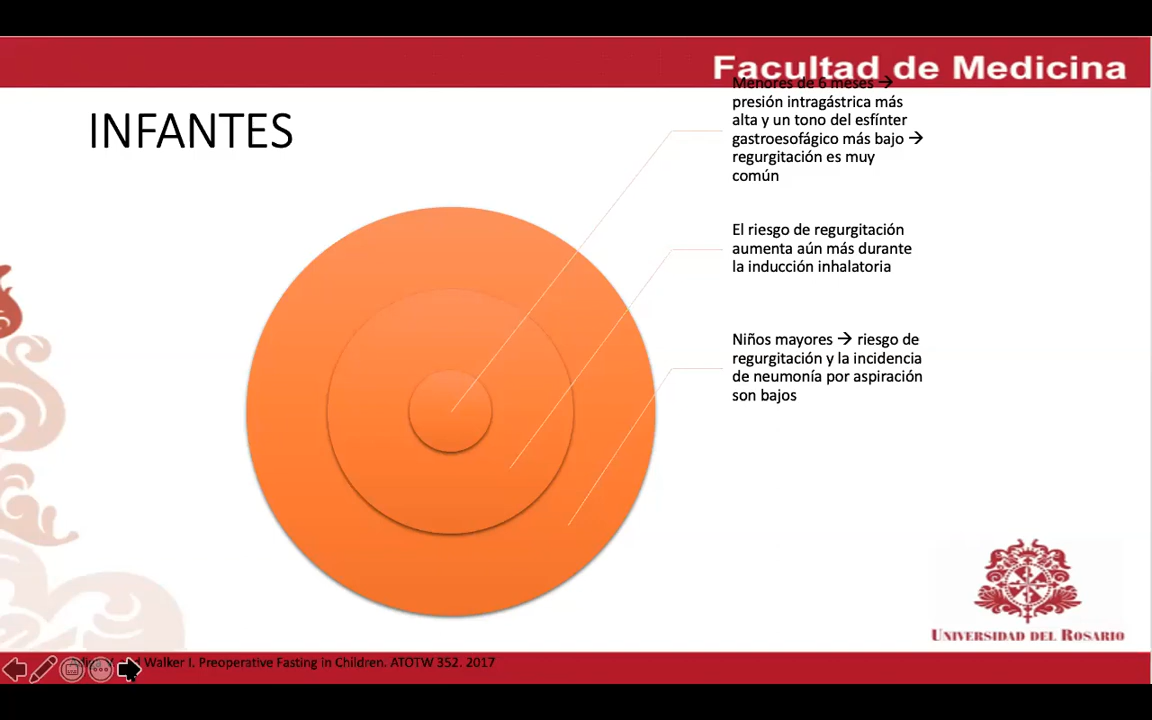 Facultad de Medicina
INFANTES
Menores de 6 meses →
presión intragástrica más
alta y un tono del esfínter
gastroesofágico más bajo →
regurgitación es muy
común
El riesgo de regurgitación
aumenta aún más durante
la inducción inhalatoria
Niños mayores → riesgo de
regurgitación y la incidencia
de neumonía por aspiración
son bajos
UNIVERSIDAD DEL ROSARIO
Walker I. Preoperative Fasting in Children. ATOTW 352. 2017